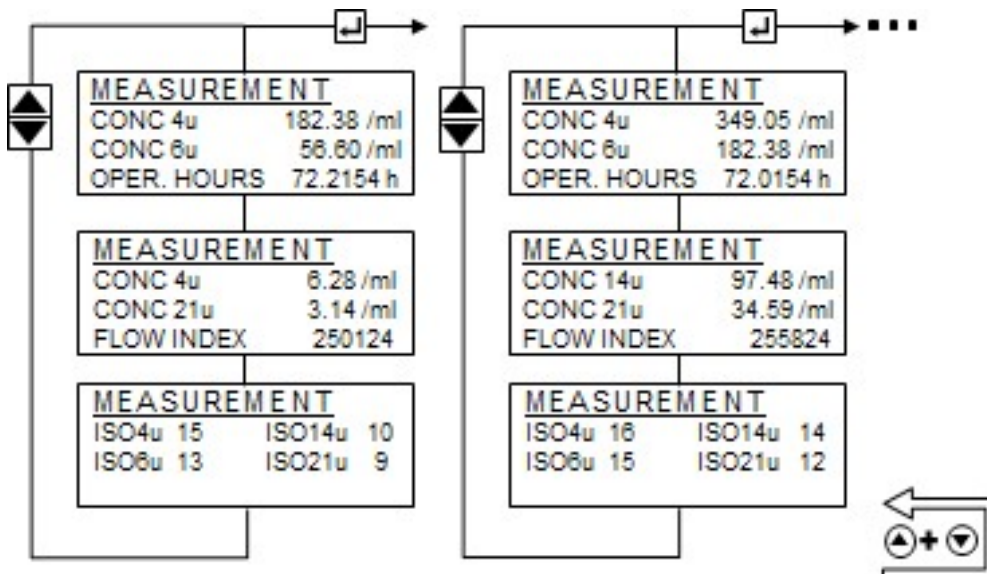 MEASUREMENT
CONC 4u 182.38 /ml
CONC 6u 56.60 /ml
OPER. HOURS 72.2154 h
MEASUREMENT
CONC 4u 6.28 /ml
CONC 21u 3.14 /ml
FLOW INDEX 250124
MEASUREMENT
ISO4u 15 ISO14u 10
ISO6u 13 ISO21u 9
MEASUREMENT
CONC 4u 349.05 /ml
CONC 6u 182.38 /ml
OPER. HOURS 72.0154 h
MEASUREMENT
CONC 14u 97.48 /ml
CONC 21u 34.59 /ml
FLOW INDEX 255824
MEASUREMENT
ISO4u 16 ISO14u 14
ISO6u 15 ISO21u 12